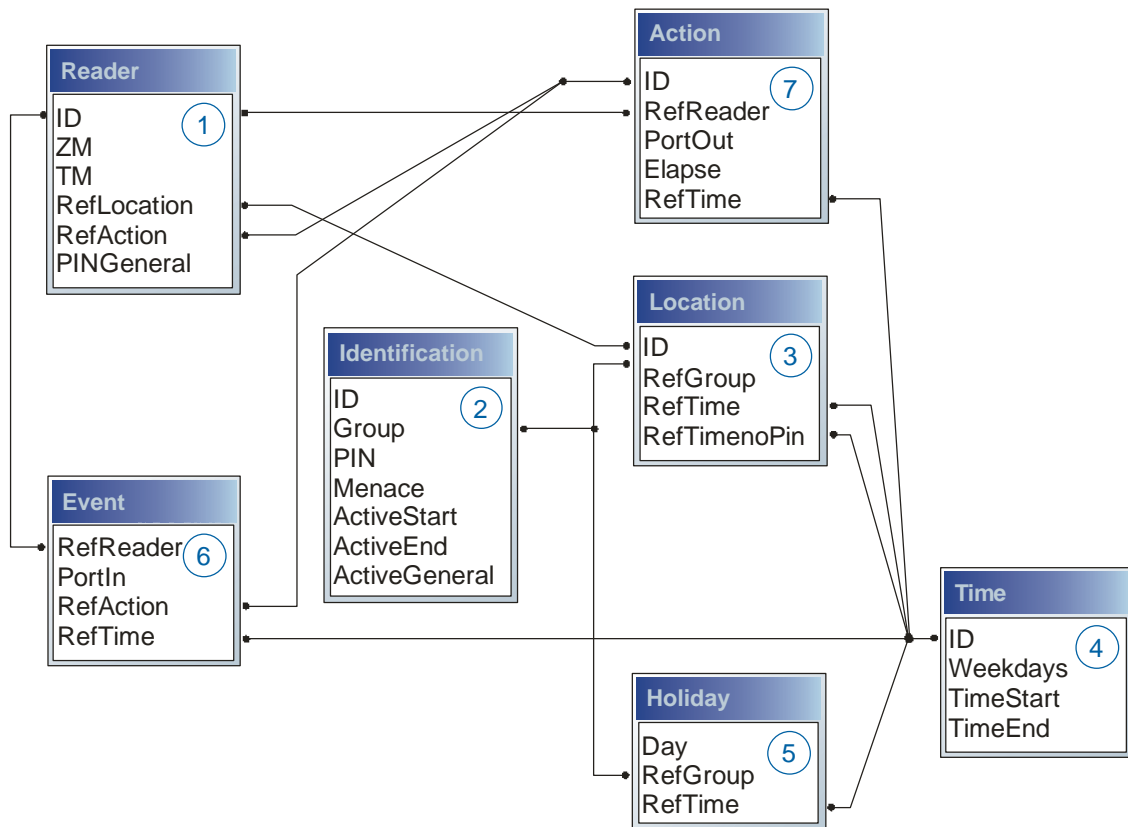 Reader
1
ID
ZM
TM
RefLocation
RefAction
PINGeneral
Action
7
ID
RefReader
PortOut
Elapse
RefTime
Identification
2
ID
Group
PIN
Menace
ActiveStart
ActiveEnd
ActiveGeneral
Location
3
ID
RefGroup
RefTime
RefTimenoPin
Event
6
RefReader
PortIn
RefAction
RefTime
Holiday
5
Day
RefGroup
RefTime
Time
4
ID
Weekdays
TimeStart
TimeEnd